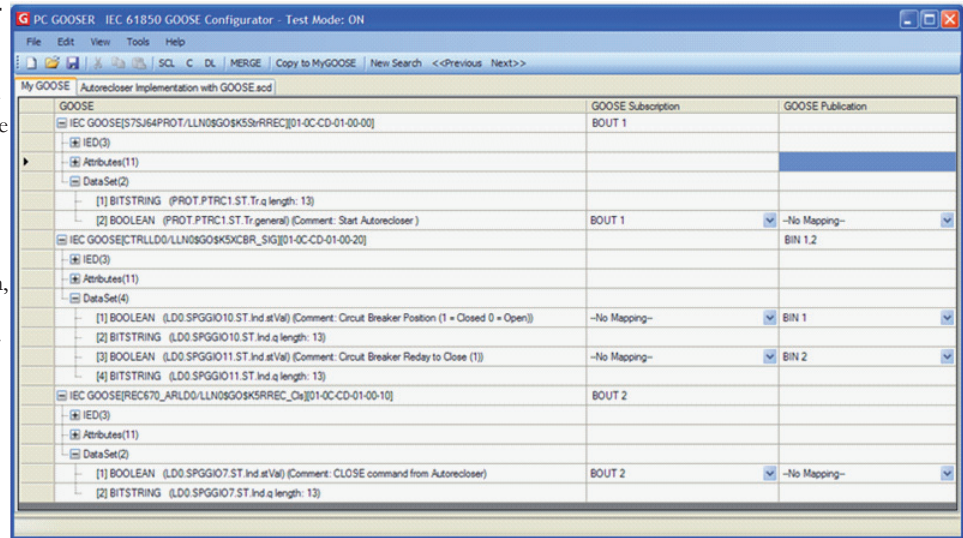 G PC GOOSER IEC 61850 GOOSE Configurator - Test Mode: ON
File Edit View Tools Help
SCL C DL MERGE Copy to MyGOOSE New Search <<Previous Next>>
My GOOSE Autorecloser Implementation with GOOSE.scd
GOOSE GOOSE Subscription GOOSE Publication
IEC GOOSE[S7SJ64PROT/LLN0$GO$K5StrRREC][01-0C-CD-01-00-00] BOUT 1
IED(3)
Attributes(11)
DataSet(2)
[1] BITSTRING (PROT.PTRC1.ST.Tr.q length: 13)
[2] BOOLEAN (PROT.PTRC1.ST.Tr.general) (Comment: Start Autorecloser ) BOUT 1 --No Mapping--
IEC GOOSE[CTRLLD0/LLN0$GO$K5XCBR_SIG][01-0C-CD-01-00-20] BIN 1,2
IED(3)
Attributes(11)
DataSet(4)
[1] BOOLEAN (LD0.SPGGIO10.ST.Ind.stVal) (Comment: Circuit Breaker Position (1 = Closed 0 = Open)) --No Mapping-- BIN 1
[2] BITSTRING (LD0.SPGGIO10.ST.Ind.q length: 13)
[3] BOOLEAN (LD0.SPGGIO11.ST.Ind.stVal) (Comment: Circuit Breaker Reday to Close (1)) --No Mapping-- BIN 2
[4] BITSTRING (LD0.SPGGIO11.ST.Ind.q length: 13)
IEC GOOSE[REC670_ARLD0/LLN0$GO$K5RREC_Cls][01-0C-CD-01-00-10] BOUT 2
IED(3)
Attributes(11)
DataSet(2)
[1] BOOLEAN (LD0.SPGGIO7.ST.Ind.stVal) (Comment: CLOSE command from Autorecloser) BOUT 2 --No Mapping--
[2] BITSTRING (LD0.SPGGIO7.ST.Ind.q length: 13)